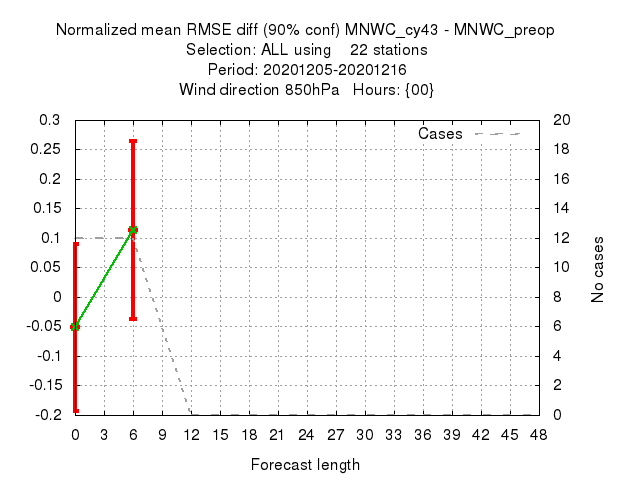 Normalized mean RMSE diff (90% conf) MNWC_cy43 - MNWC_preop
Selection: ALL using 22 stations
Period: 20201205-20201216
Wind direction 850hPa Hours: {00}
Cases
0.3
0.25
0.2
0.15
0.1
0.05
0
-0.05
-0.1
-0.15
-0.2
20
18
16
14
12
10
8
6
4
2
0
No cases
0 3 6 9 12 15 18 21 24 27 30 33 36 39 42 45 48
Forecast length